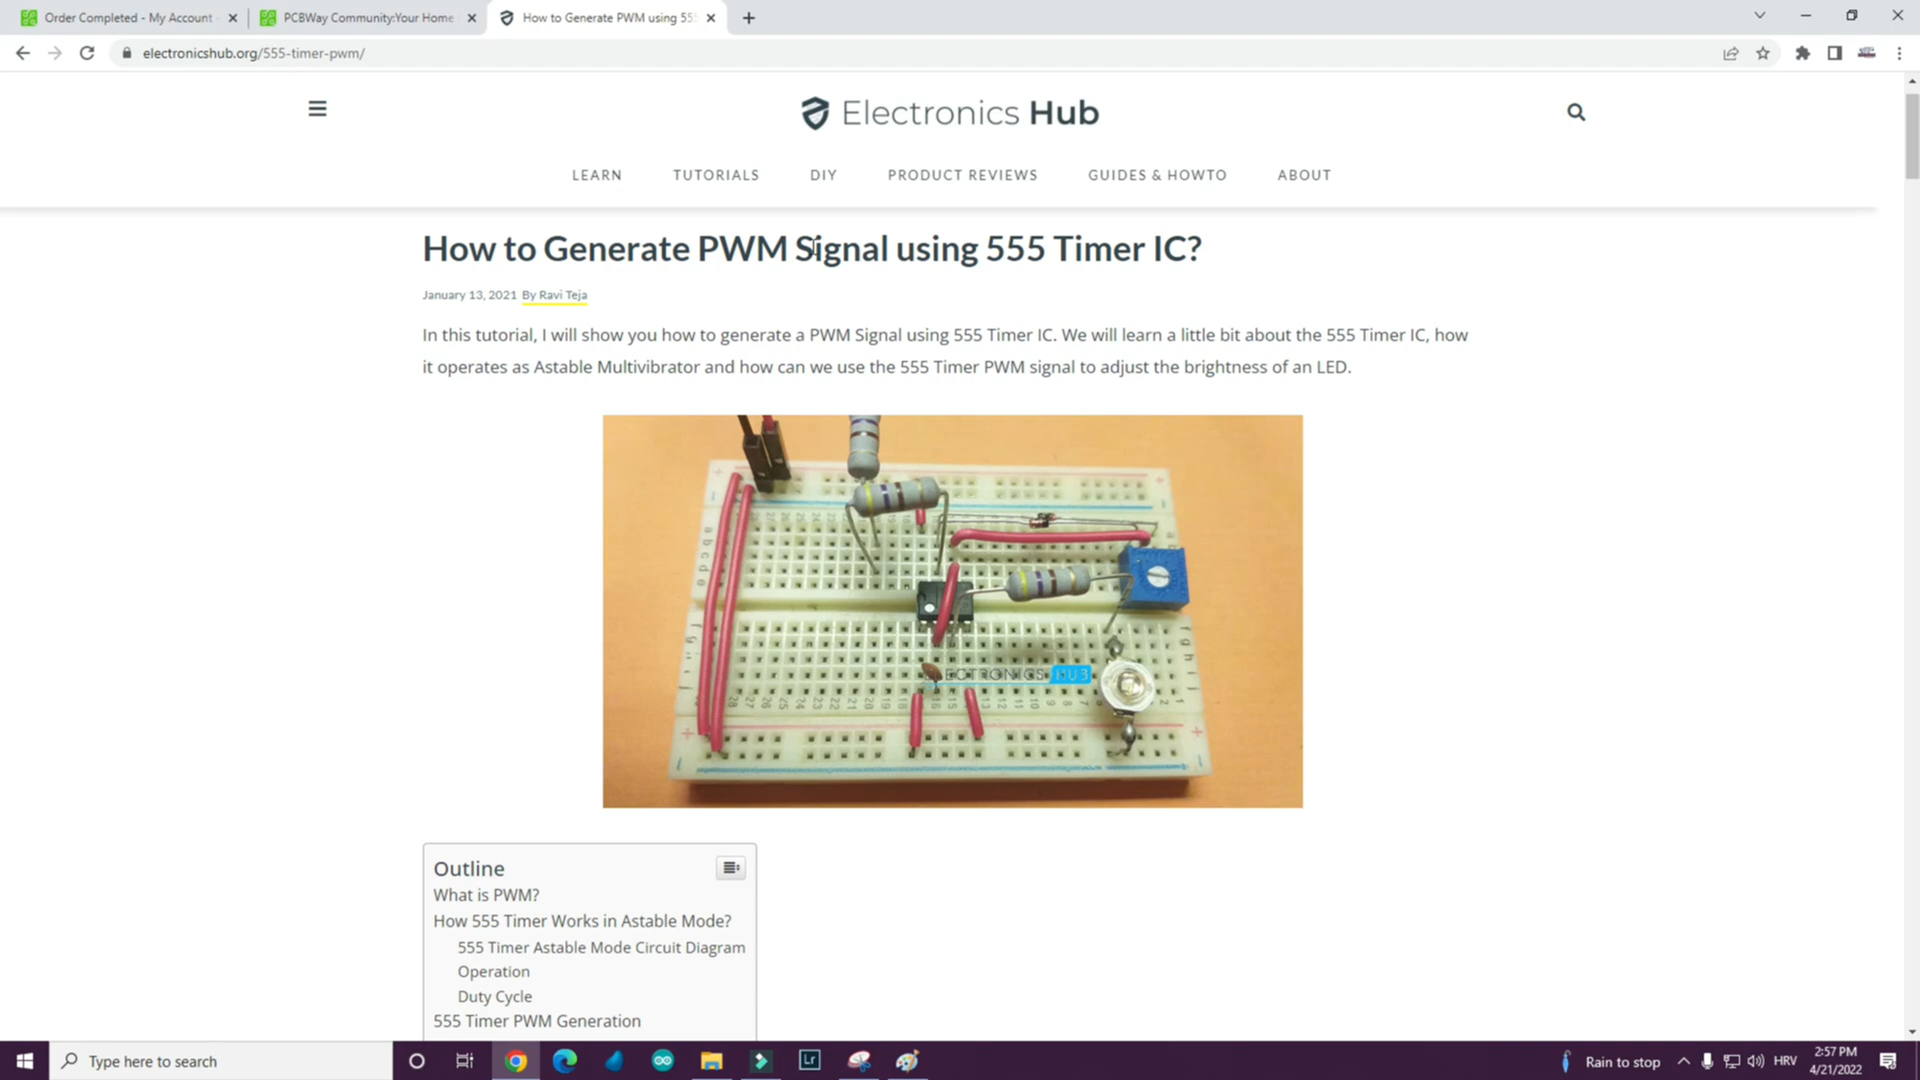 Order Completed - My Account
PCBWay Community:Your Home
How to Generate PWM using 55
electronicshub.org/555-timer-pwm/
Electronics Hub
LEARN
TUTORIALS
DIY
PRODUCT REVIEWS
GUIDES & HOWTO
ABOUT
How to Generate PWM Signal using 555 Timer IC?
January 13, 2021 By Ravi Teja
In this tutorial, I will show you how to generate a PWM Signal using 555 Timer IC. We will learn a little bit about the 555 Timer IC, how
it operates as Astable Multivibrator and how can we use the 555 Timer PWM signal to adjust the brightness of an LED.
ELECTRONICS HUB
Outline
What is PWM?
How 555 Timer Works in Astable Mode?
555 Timer Astable Mode Circuit Diagram
Operation
Duty Cycle
555 Timer PWM Generation
Type here to search
Lr
Rain to stop
HRV
2:57 PM
4/21/2022